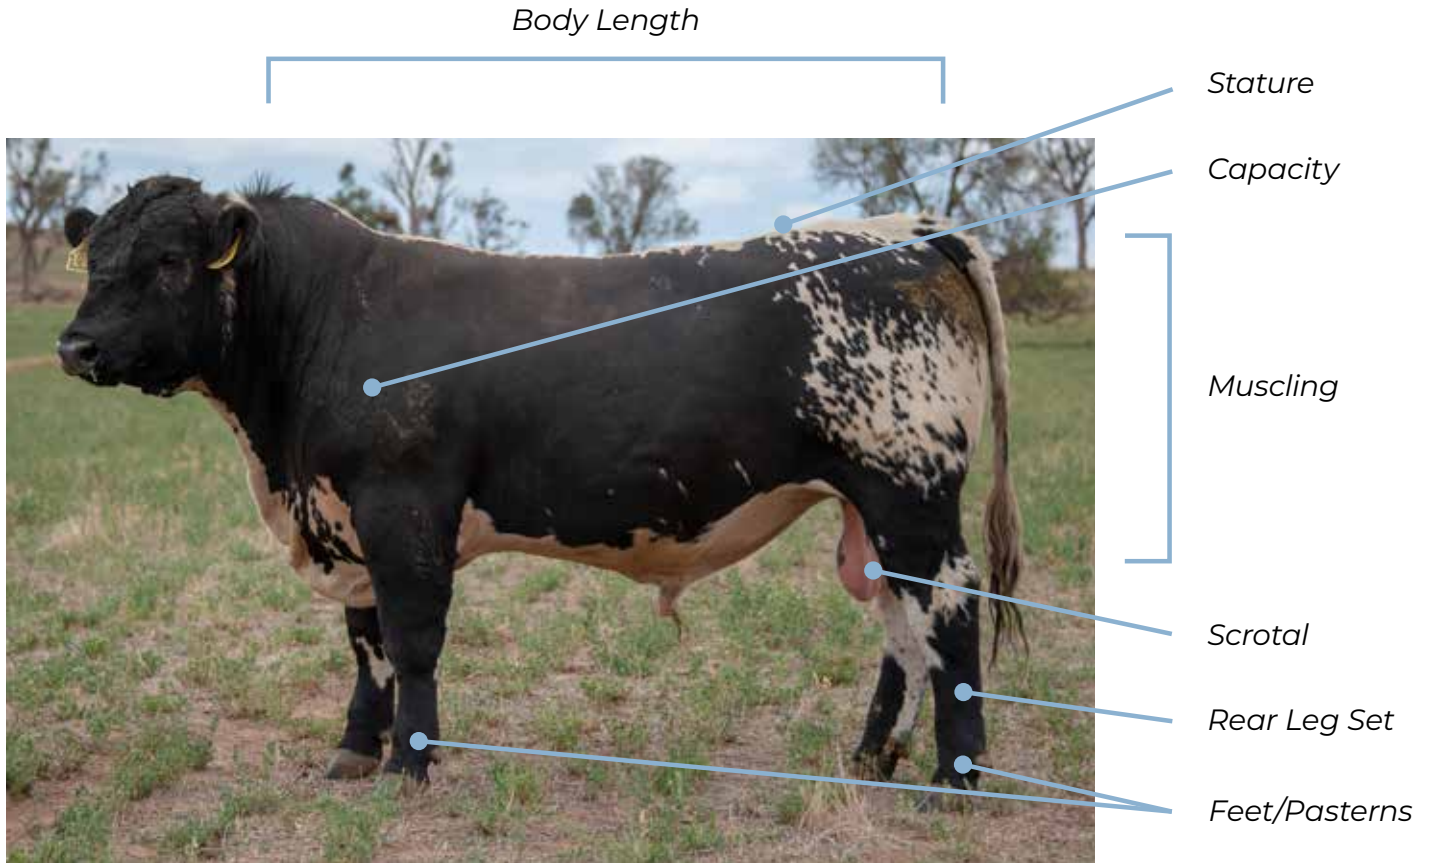 Body Length
Stature
Capacity
Muscling
Scrotal
Rear Leg Set
Feet/Pasterns